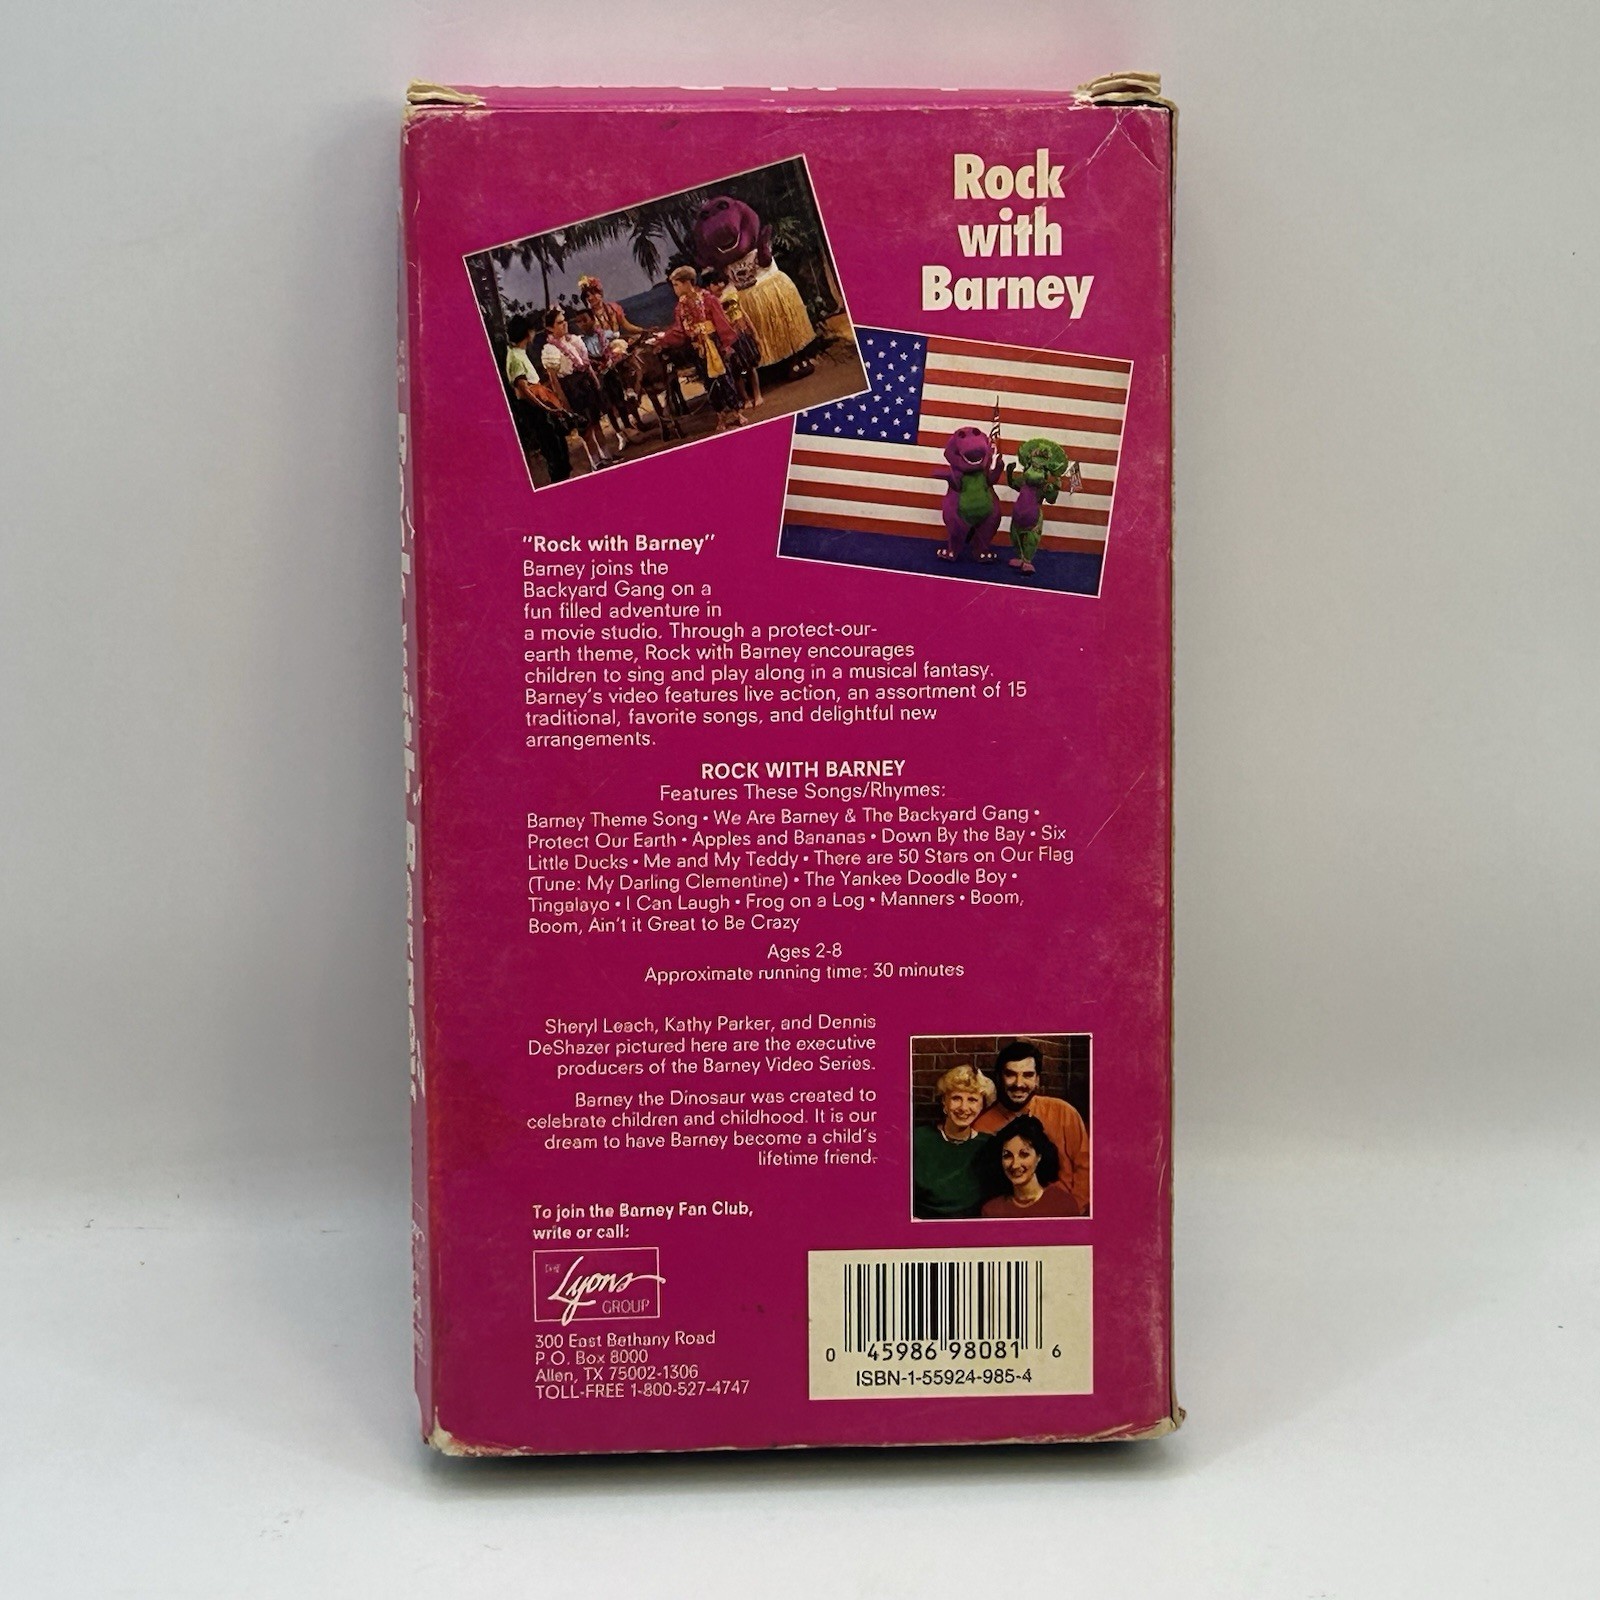 Rock
with
Barney
"Rock with Barney"
Barney joins the
Backyard Gang on a
fun filled adventure in
a movie studio. Through a protect-our-
earth theme, Rock with Barney encourages
children to sing and play along in a musical fantasy.
Barney's video features live action, an assortment of 15
traditional, favorite songs, and delightful new
arrangements.
ROCK WITH BARNEY
Features These Songs/Rhymes:
Barney Theme Song • We Are Barney & The Backyard Gang •
Protect Our Earth • Apples and Bananas • Down By the Bay • Six
Little Ducks • Me and My Teddy • There are 50 Stars on Our Flag
(Tune: My Darling Clementine) • The Yankee Doodle Boy •
Tingalayo • I Can Laugh • Frog on a Log • Manners • Boom,
Boom, Ain't it Great to Be Crazy
Ages 2-8
Approximate running time: 30 minutes
Sheryl Leach, Kathy Parker, and Dennis
DeShazer pictured here are the executive
producers of the Barney Video Series.
Barney the Dinosaur was created to
celebrate children and childhood. It is our
dream to have Barney become a child's
lifetime friend.
To join the Barney Fan Club,
write or call:
THE
Lyons
GROUP
300 East Bethany Road
P.O. Box 8000
Allen, TX 75002-1306
TOLL-FREE 1-800-527-4747
0 45986 98081 6
ISBN-1-55924-985-4